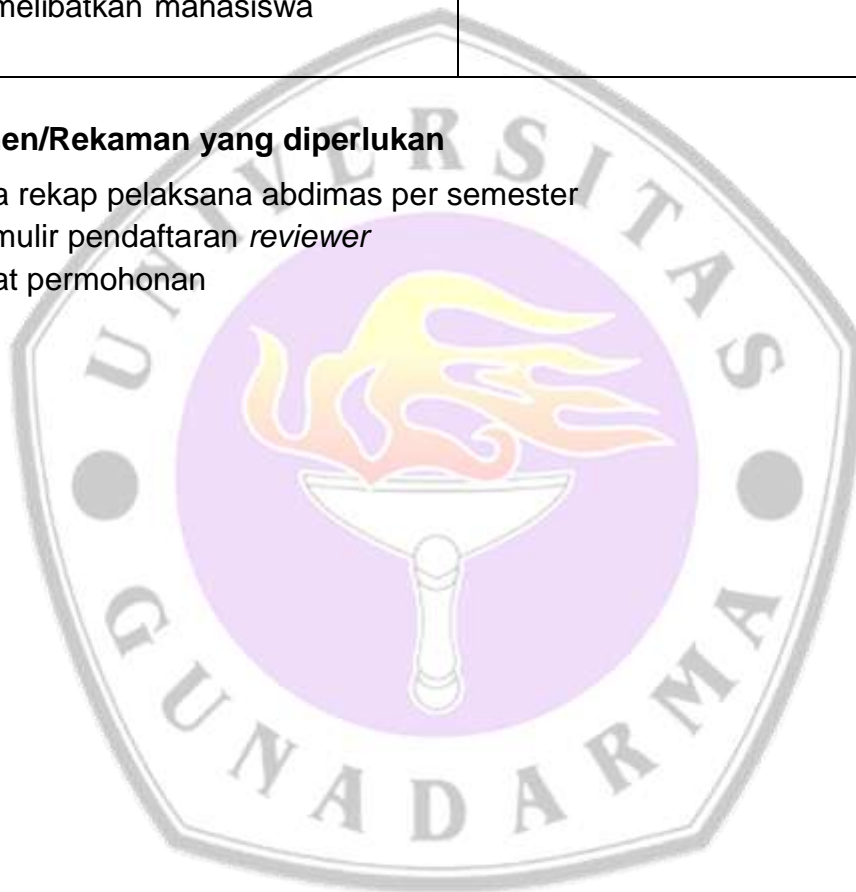 melibatkan mahasiswa
en/Rekaman yang diperlukan
a rekap pelaksana abdimas per semester
mulir pendaftaran reviewer
at permohonan
UNIVERSITAS
GUNADARMA